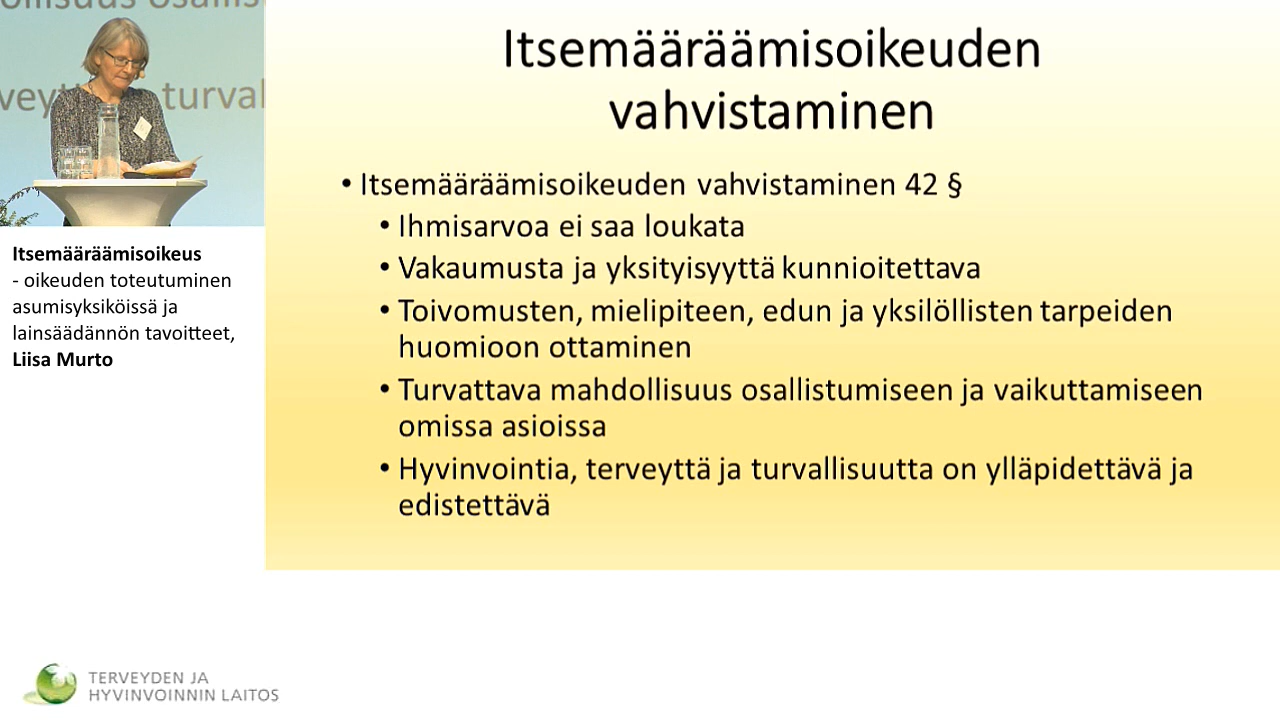 turval
Itsemääräämisoikeuden
vahvistaminen
• Itsemääräämisoikeuden vahvistaminen 42 §
• Ihmisarvoa ei saa loukata
• Vakaumusta ja yksityisyyttä kunnioitettava
• Toivomusten, mielipiteen, edun ja yksilöllisten tarpeiden
huomioon ottaminen
• Turvattava mahdollisuus osallistumiseen ja vaikuttamiseen
omissa asioissa
• Hyvinvointia, terveyttä ja turvallisuutta on ylläpidettävä ja
edistettävä
Itsemääräämisoikeus
- oikeuden toteutuminen
asumisyksiköissä ja
lainsäädännön tavoitteet,
Liisa Murto
TERVEYDEN JA
HYVINVOINNIN LAITOS